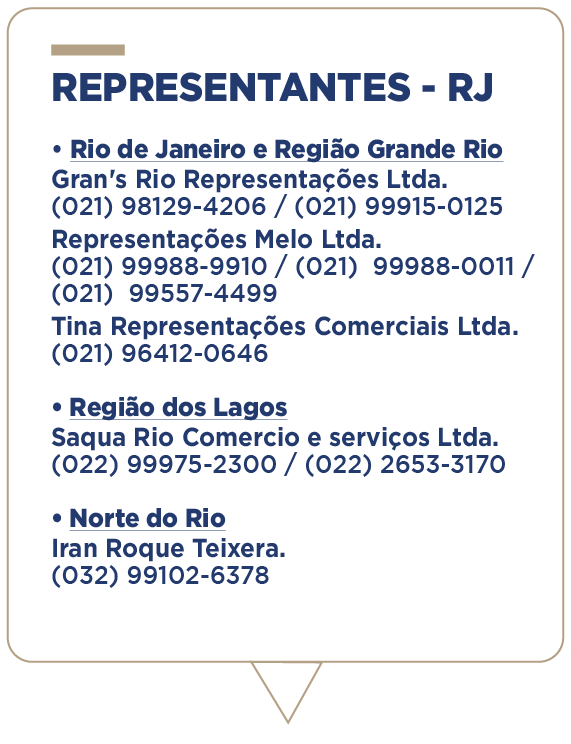 REPRESENTANTES - RJ
• Rio de Janeiro e Região Grande Rio
Gran's Rio Representações Ltda.
(021) 98129-4206 / (021) 99915-0125
Representações Melo Ltda.
(021) 99988-9910 / (021)  99988-0011 /
(021)  99557-4499
Tina Representações Comerciais Ltda.
(021) 96412-0646
• Região dos Lagos
Saqua Rio Comercio e serviços Ltda.
(022) 99975-2300 / (022) 2653-3170
• Norte do Rio
Iran Roque Teixera.
(032) 99102-6378